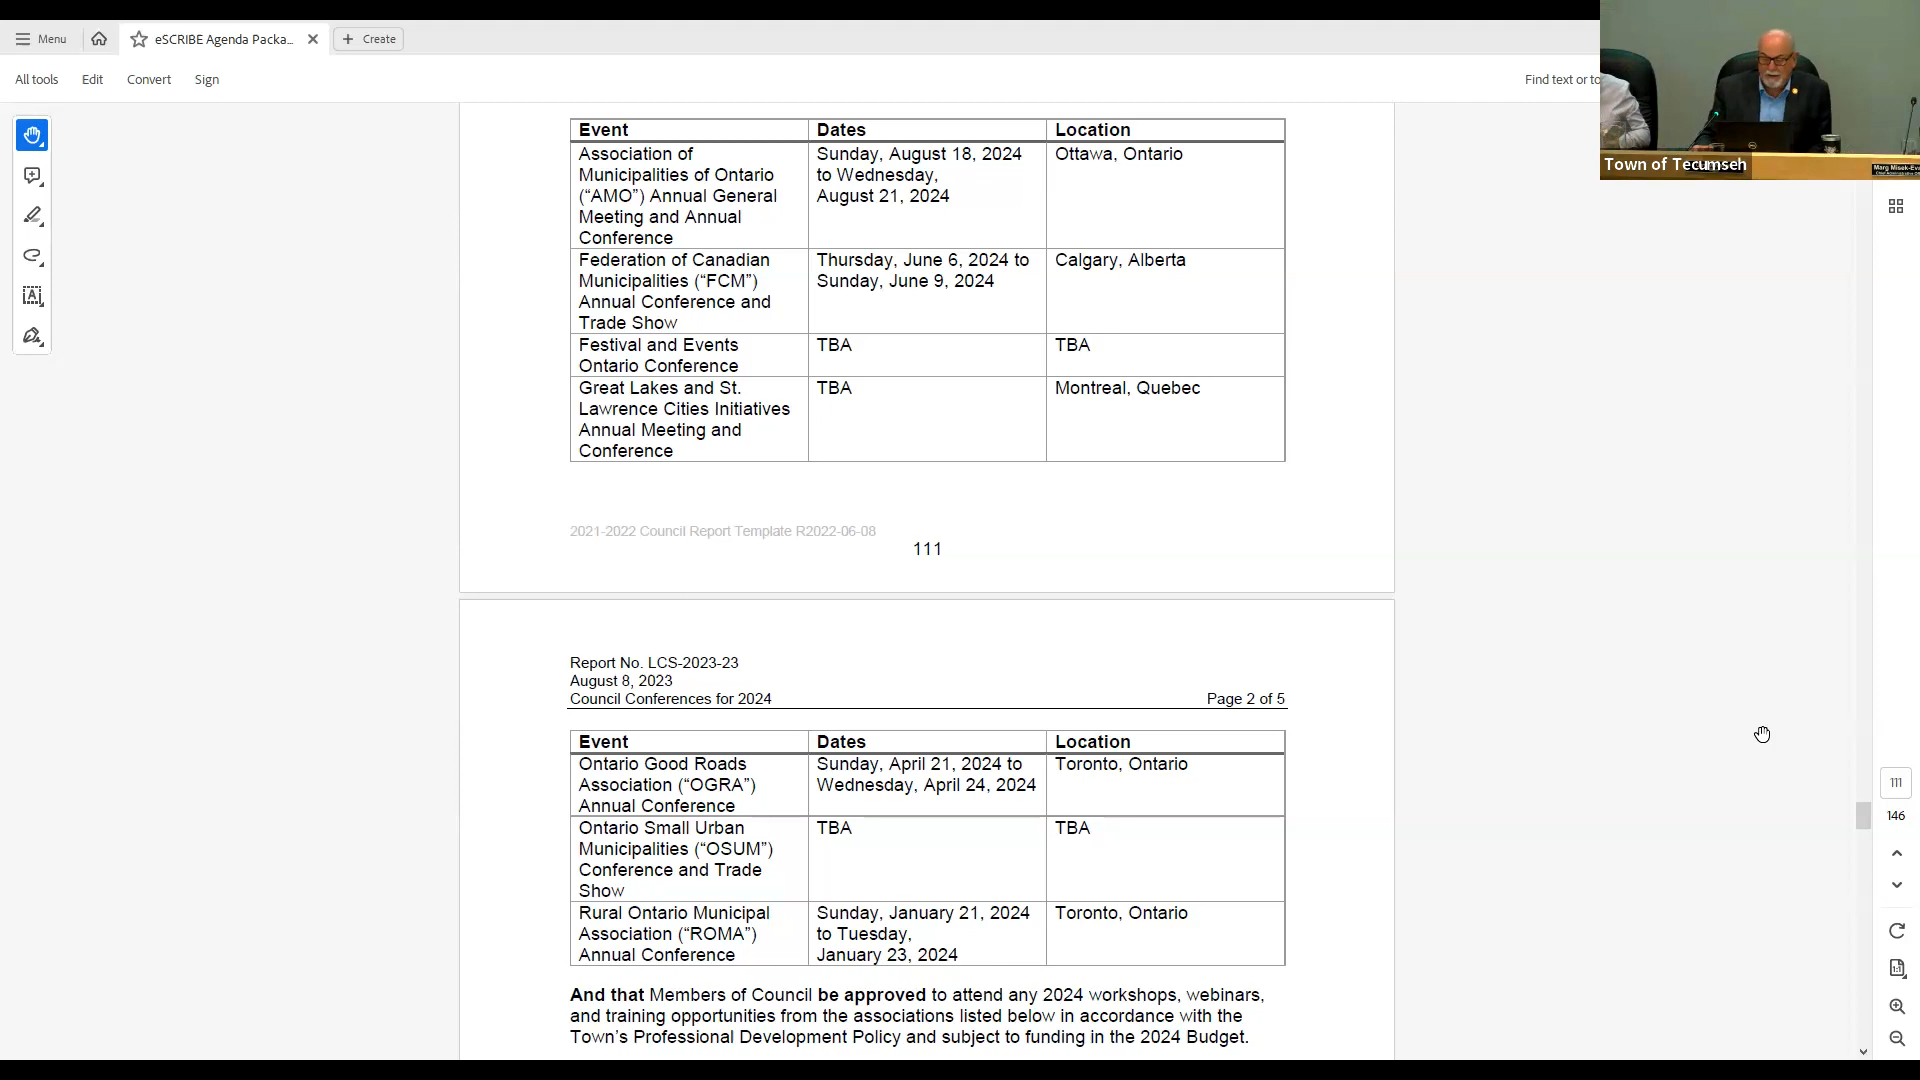 Menu
eSCRIBE Agenda Packa...
Create
All tools
Edit
Convert
Sign
Find text or to
Town of Tecumseh
Event Dates Location
Association of Municipalities of Ontario (“AMO”) Annual General Meeting and Annual Conference
Sunday, August 18, 2024 to Wednesday, August 21, 2024
Ottawa, Ontario
Federation of Canadian Municipalities (“FCM”) Annual Conference and Trade Show
Thursday, June 6, 2024 to Sunday, June 9, 2024
Calgary, Alberta
Festival and Events Ontario Conference
TBA
TBA
Great Lakes and St. Lawrence Cities Initiatives Annual Meeting and Conference
TBA
Montreal, Quebec
2021-2022 Council Report Template R2022-06-08
111
Report No. LCS-2023-23
August 8, 2023
Council Conferences for 2024 Page 2 of 5
Event Dates Location
Ontario Good Roads Association (“OGRA”) Annual Conference
Sunday, April 21, 2024 to Wednesday, April 24, 2024
Toronto, Ontario
Ontario Small Urban Municipalities (“OSUM”) Conference and Trade Show
TBA
TBA
Rural Ontario Municipal Association (“ROMA”) Annual Conference
Sunday, January 21, 2024 to Tuesday, January 23, 2024
Toronto, Ontario
And that Members of Council be approved to attend any 2024 workshops, webinars,
and training opportunities from the associations listed below in accordance with the
Town’s Professional Development Policy and subject to funding in the 2024 Budget.
111
146